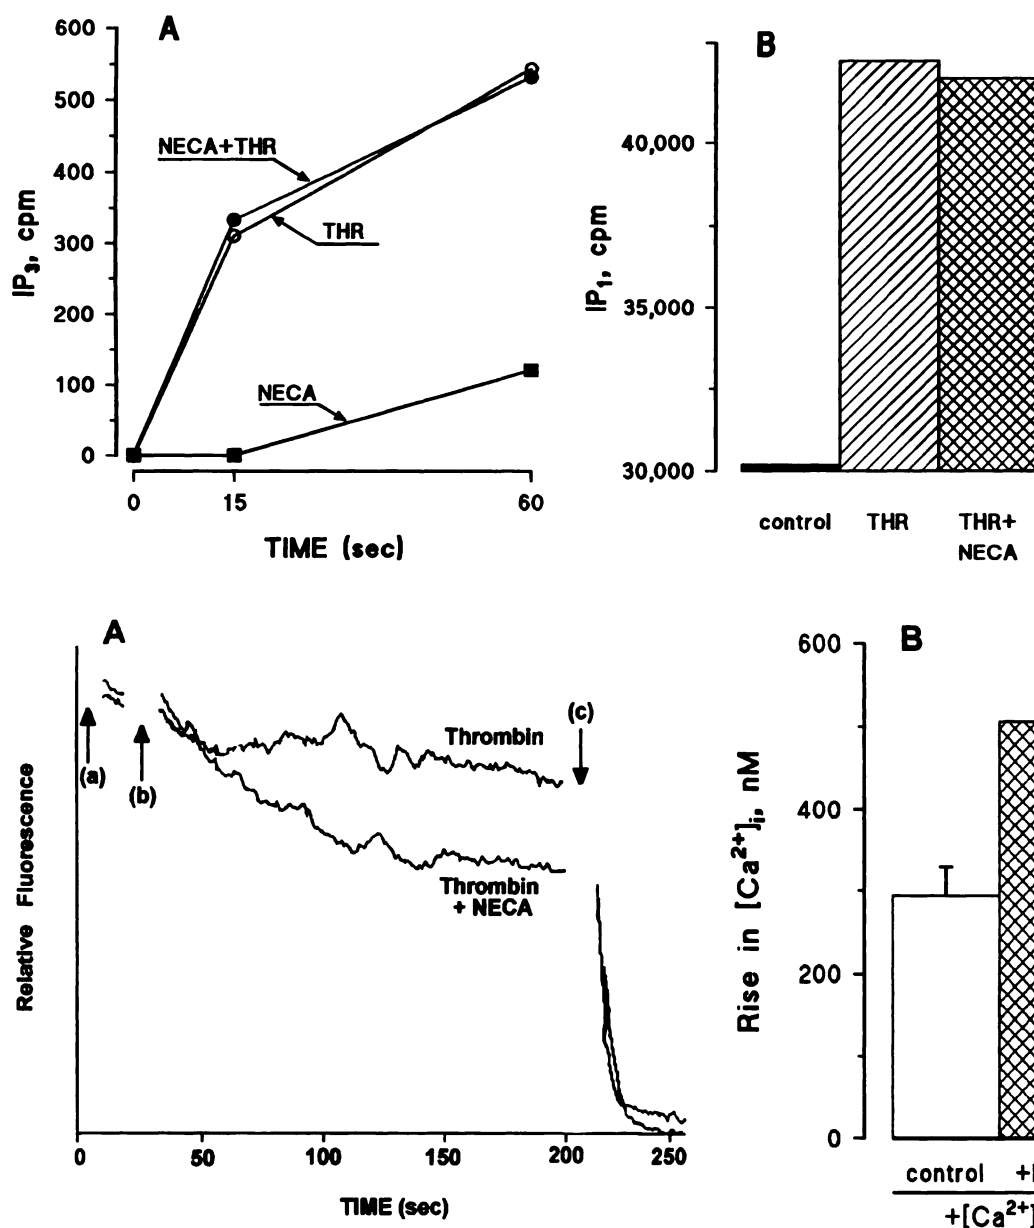 A
600
500
400
300
200
100
0
IP3, cpm
NECA+THR
THR
NECA
0 15 60
TIME (sec)
B
40,000
35,000
30,000
IP1, cpm
control THR THR+
NECA
A
Relative Fluorescence
(a)
(b)
(c)
Thrombin
Thrombin
+ NECA
0 50 100 150 200 250
TIME (sec)
B
600
400
200
0
Rise in [Ca2+]i, nM
control
+[Ca2+]